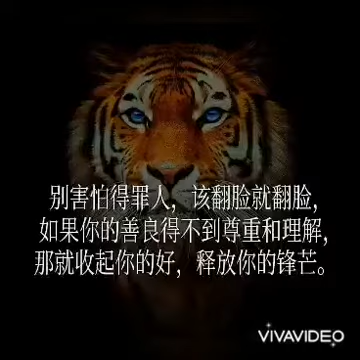 别害怕得罪人，该翻脸就翻脸，
如果你的善良得不到尊重和理解，
那就收起你的好，释放你的锋芒。
VIVAVIDEO